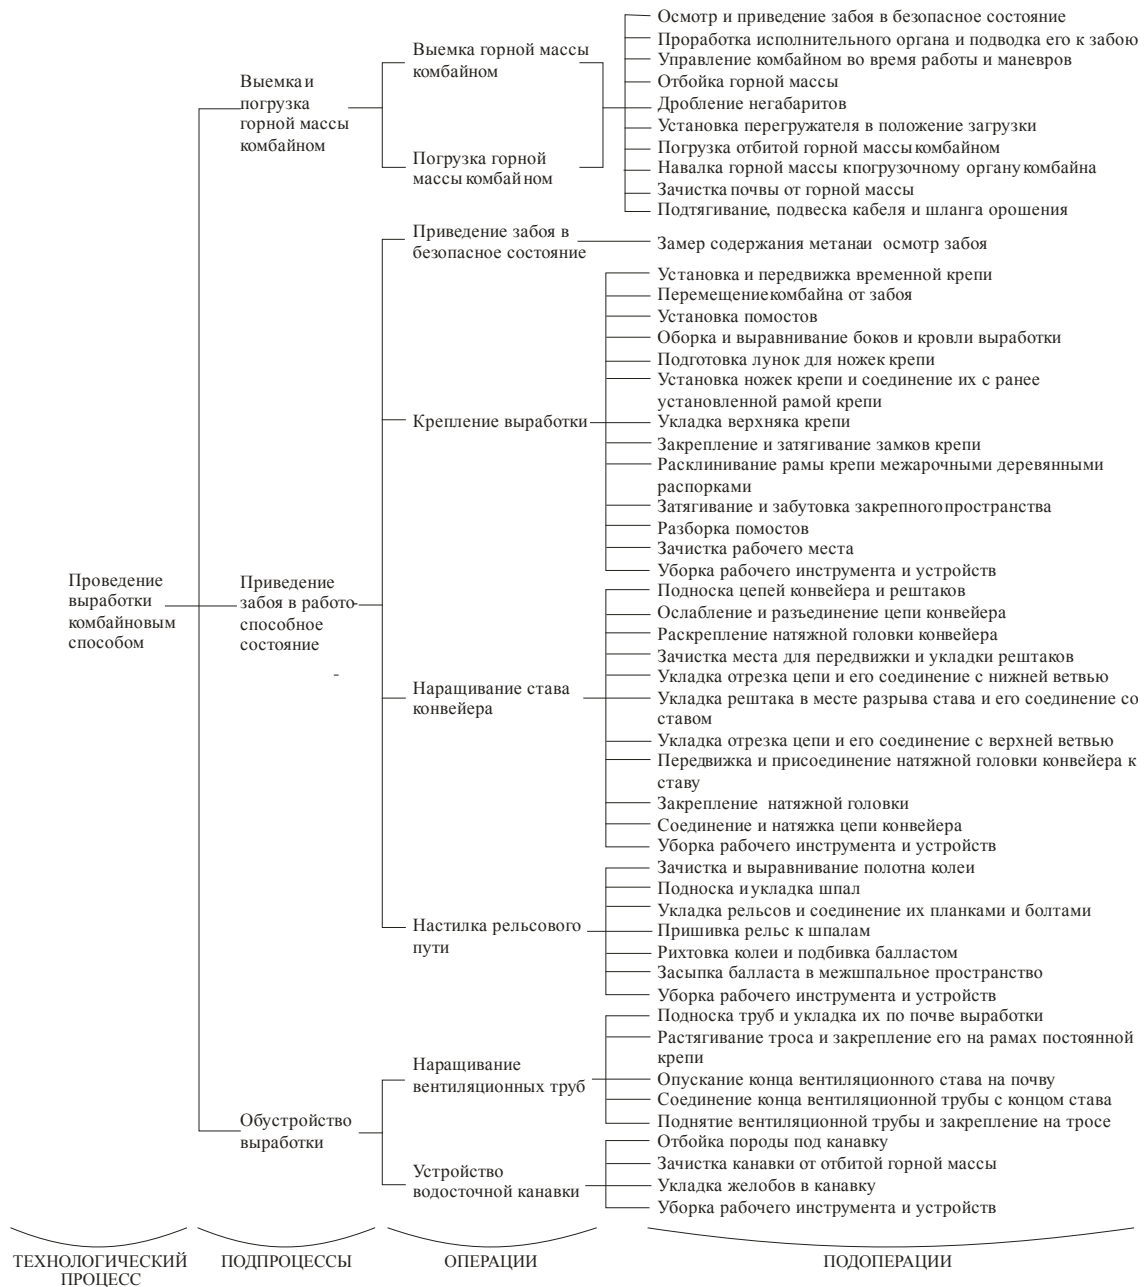 Проведение
выработки
комбайновым
способом
Выемка и
погрузка
горной массы
комбайном
Выемка горной массы
комбайном
Погрузка горной
массы комбайном
Осмотр и приведение забоя в безопасное состояние
Проработка исполнительного органа и подводка его к забою
Управление комбайном во время работы и маневров
Отбойка горной массы
Дробление негабаритов
Установка перегружателя в положение загрузки
Погрузка отбитой горной массы комбайном
Навалка горной массы к погрузочному органу комбайна
Зачистка почвы от горной массы
Подтягивание, подвеска кабеля и шланга орошения
Приведение
забоя в работо-
способное
состояние
Приведение забоя в
безопасное состояние
Замер содержания метана и осмотр забоя
Крепление выработки
Установка и передвижка временной крепи
Перемещение комбайна от забоя
Установка помостов
Оборка и выравнивание боков и кровли выработки
Подготовка лунок для ножек крепи
Установка ножек крепи и соединение их с ранее
установленной рамой крепи
Укладка верхняка крепи
Закрепление и затягивание замков крепи
Расклинивание рамы крепи межарочными деревянными
распорками
Затягивание и забутовка закрепного пространства
Разборка помостов
Зачистка рабочего места
Уборка рабочего инструмента и устройств
Наращивание става
конвейера
Подноска цепей конвейера и рештаков
Ослабление и разъединение цепи конвейера
Раскрепление натяжной головки конвейера
Зачистка места для передвижки и укладки рештаков
Укладка отрезка цепи и его соединение с нижней ветвью
Укладка рештака в месте разрыва става и его соединение со
ставом
Укладка отрезка цепи и его соединение с верхней ветвью
Передвижка и присоединение натяжной головки конвейера к
ставу
Закрепление натяжной головки
Соединение и натяжка цепи конвейера
Уборка рабочего инструмента и устройств
Настилка рельсового
пути
Зачистка и выравнивание полотна колеи
Подноска и укладка шпал
Укладка рельсов и соединение их планками и болтами
Пришивка рельс к шпалам
Рихтовка колеи и подбивка балластом
Засыпка балласта в межшпальное пространство
Уборка рабочего инструмента и устройств
Обустройство
выработки
Наращивание
вентиляционных труб
Подноска труб и укладка их по почве выработки
Растягивание троса и закрепление его на рамах постоянной
крепи
Опускание конца вентиляционного става на почву
Соединение конца вентиляционной трубы с концом става
Поднятие вентиляционной трубы и закрепление на тросе
Устройство
водосточной канавки
Отбойка породы под канавку
Зачистка канавки от отбитой горной массы
Укладка желобов в канавку
Уборка рабочего инструмента и устройств
ТЕХНОЛОГИЧЕСКИЙ
ПРОЦЕСС
ПОДПРОЦЕССЫ
ОПЕРАЦИИ
ПОДОПЕРАЦИИ